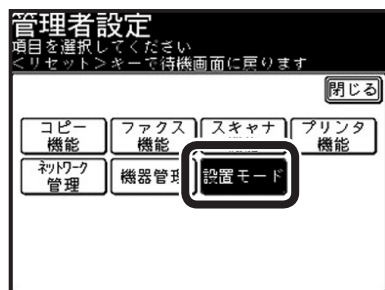 管理者設定
項目を選択してください
<リセット>キーで待機画面に戻ります
閉じる
コピー ファクス スキャナ プリンタ
機能 機能 機能
ネットワーク
管理 機器管 設置モード